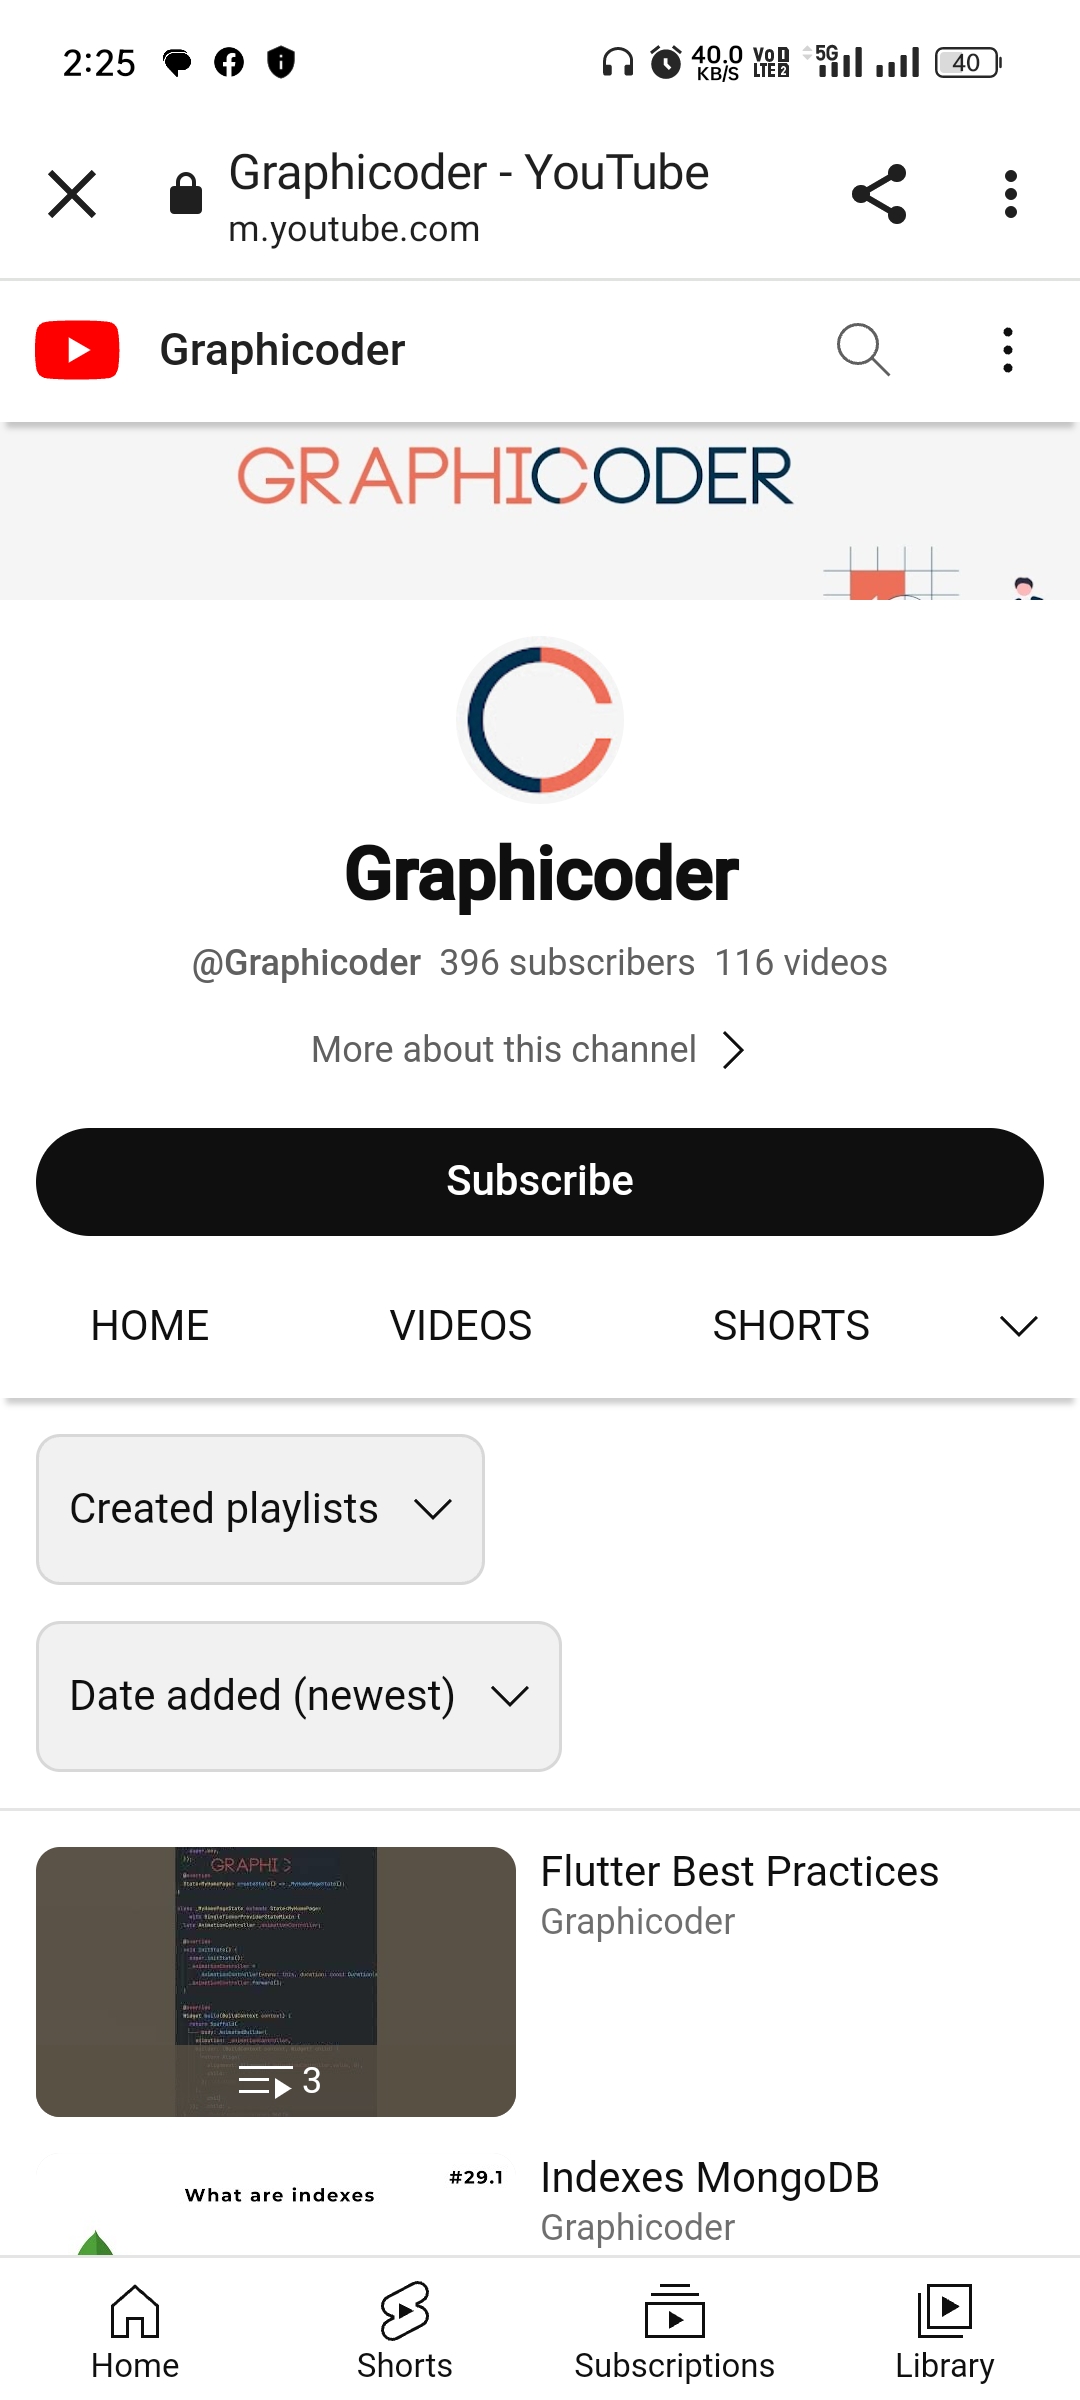 2:25 40.0 KB/S VoD LTE2 5G 40
Graphicoder - YouTube
m.youtube.com
Graphicoder
GRAPHICODER
Graphicoder
@Graphicoder 396 subscribers 116 videos
More about this channel
Subscribe
HOME VIDEOS SHORTS
Created playlists
Date added (newest)
GRAPHI
3
Flutter Best Practices
Graphicoder
#29.1
What are indexes
Indexes MongoDB
Graphicoder
Home Shorts Subscriptions Library